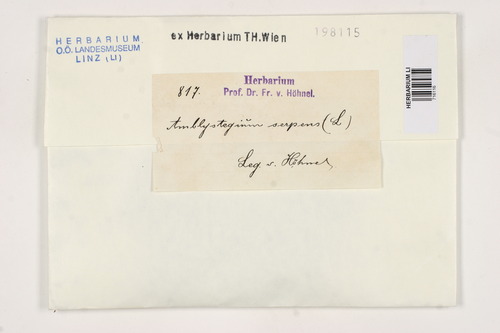 HERBARIUM
O.Ö. LANDESMUSEUM
LINZ (LI)
ex Herbarium TH.Wien
198115
HERBARIUM LI
817.
Herbarium
Prof. Dr. Fr. v. Höhnel.
Amblystegium serpens (L)
Leg. v. Höhnel